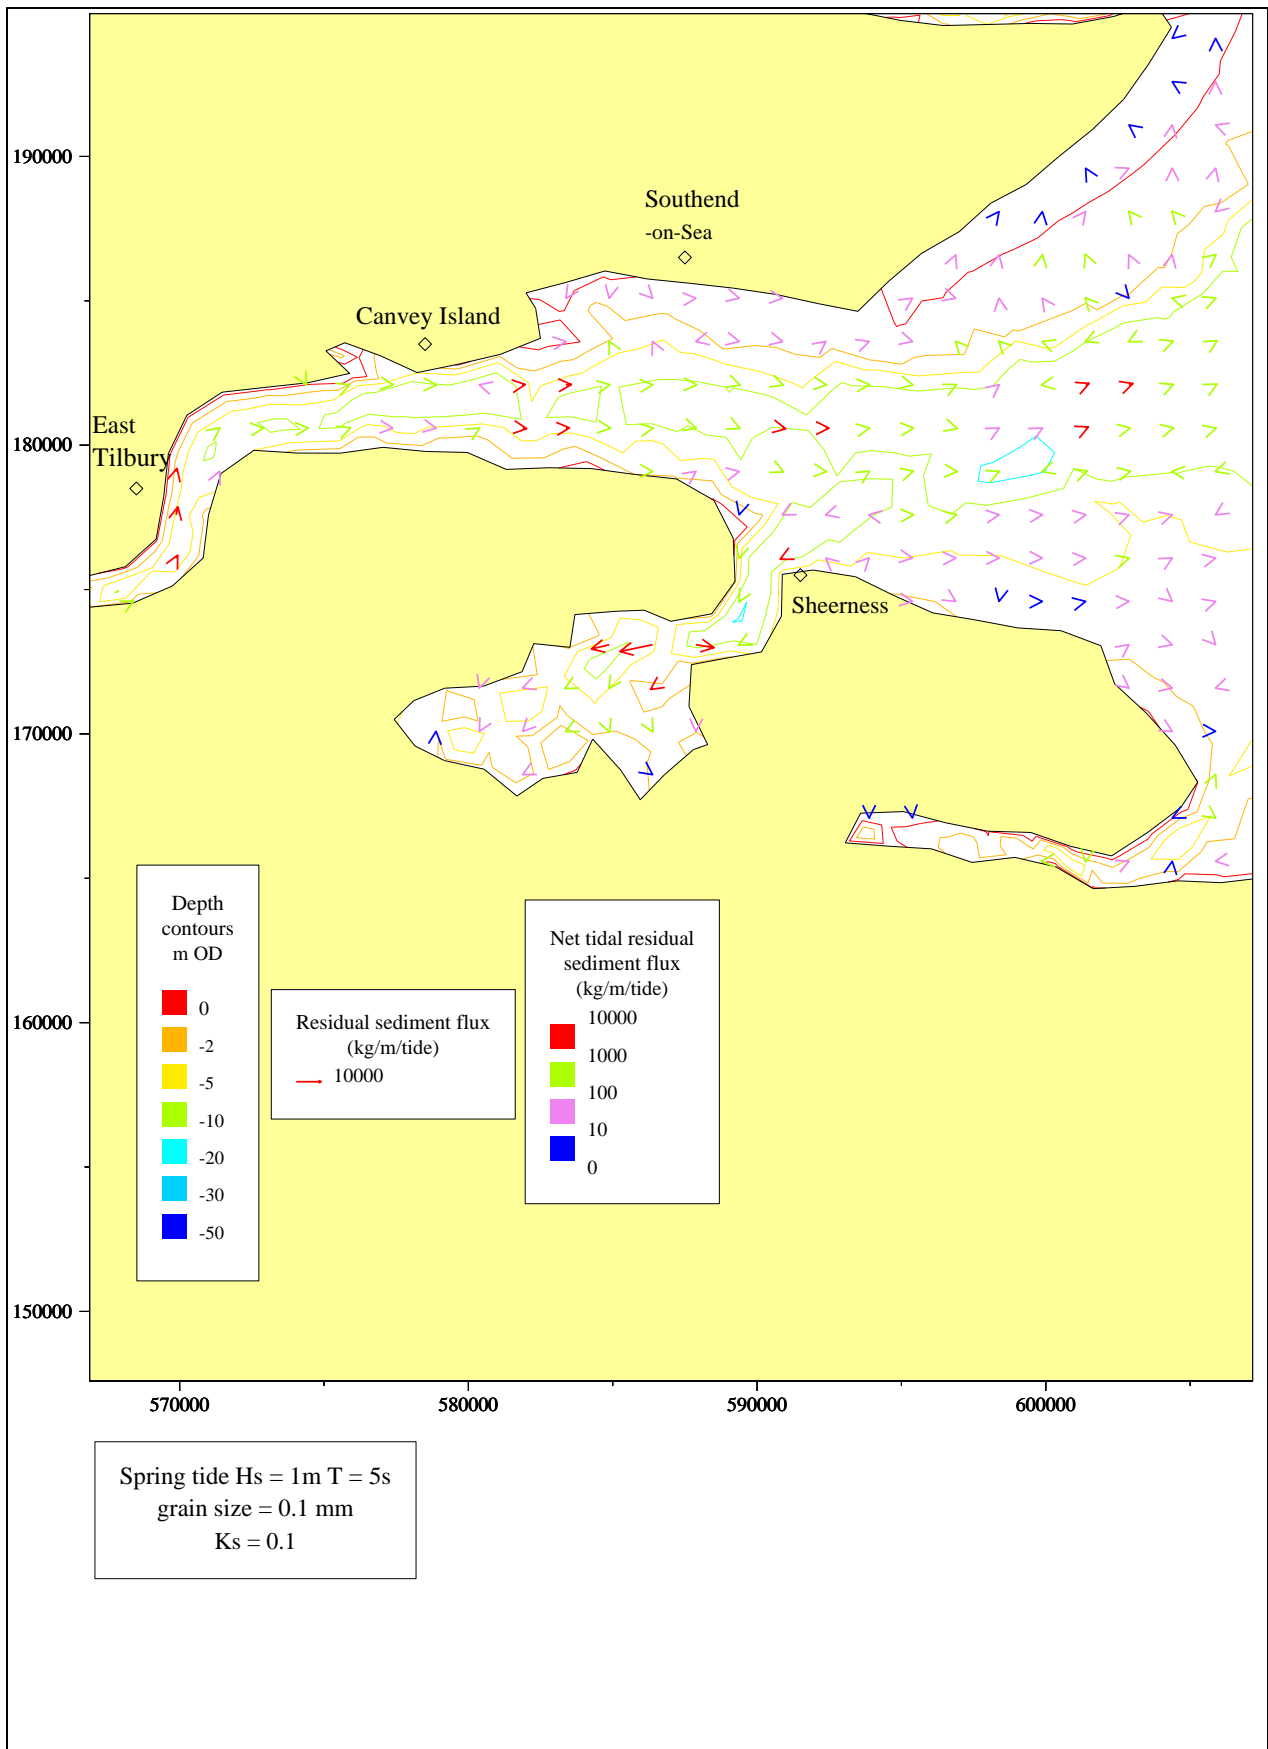 190000
180000
170000
160000
150000
570000
580000
590000
600000
Southend
-on-Sea
Canvey Island
East
Tilbury
Sheerness
Depth
contours
m OD
0
-2
-5
-10
-20
-30
-50
Residual sediment flux
(kg/m/tide)
10000
Net tidal residual
sediment flux
(kg/m/tide)
10000
1000
100
10
0
Spring tide Hs = 1m T = 5s
grain size = 0.1 mm
Ks = 0.1